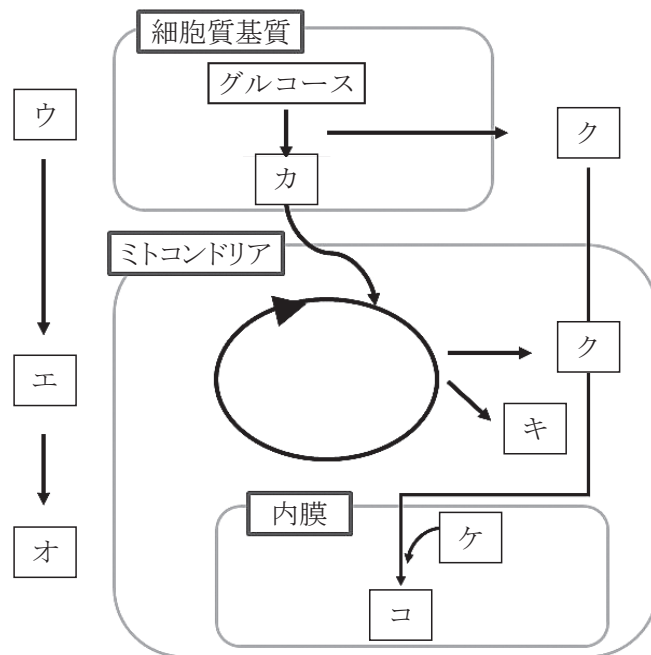 細胞質基質
グルコース
ウ
ク
カ
ミトコンドリア
ク
エ
キ
内膜
ケ
オ
コ